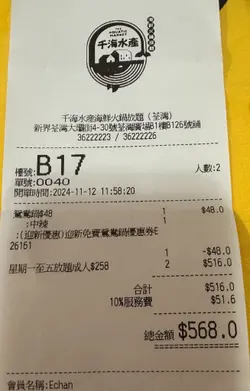 THE
AQUATIC
MARKET
千海水產
千海水產海鮮火鍋放題 (荃灣)
新界荃灣大壩街4-30號荃灣廣場B1樓B126號舖
36222223 / 36222226
檯號:B17
人數:2
單號:0040
開單時間:2024-11-12 11:58:20
鴛鴦鍋$48 1 $48.0
:中辣 1
:(迎新優惠)迎新免費鴛鴦鍋優惠券E
26161
1 -$48.0
星期一至五放題成人$258 2 $516.0
合計 $516.0
10%服務費 $51.6
總金額 $568.0
會員名稱:Echan